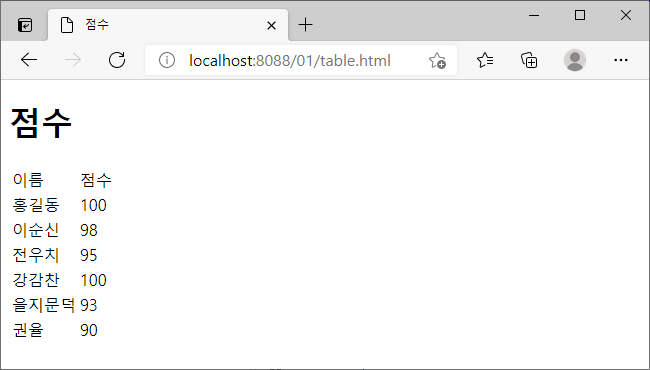 점수
localhost:8088/01/table.html
점수
이름 점수
홍길동 100
이순신 98
전우치 95
강감찬 100
을지문덕 93
권율 90